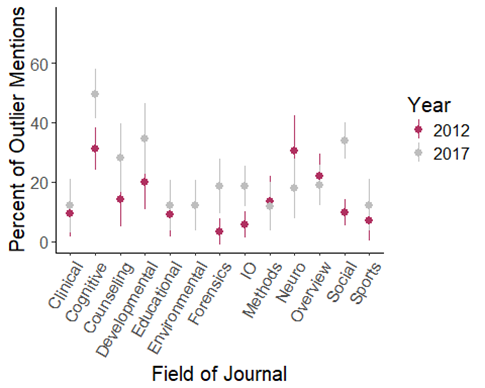 Percent of Outlier Mentions
60
40
20
0
Clinical
Cognitive
Counseling
Developmental
Educational
Environmental
Forensics
IO
Methods
Neuro
Overview
Social
Sports
Field of Journal
Year
2012
2017